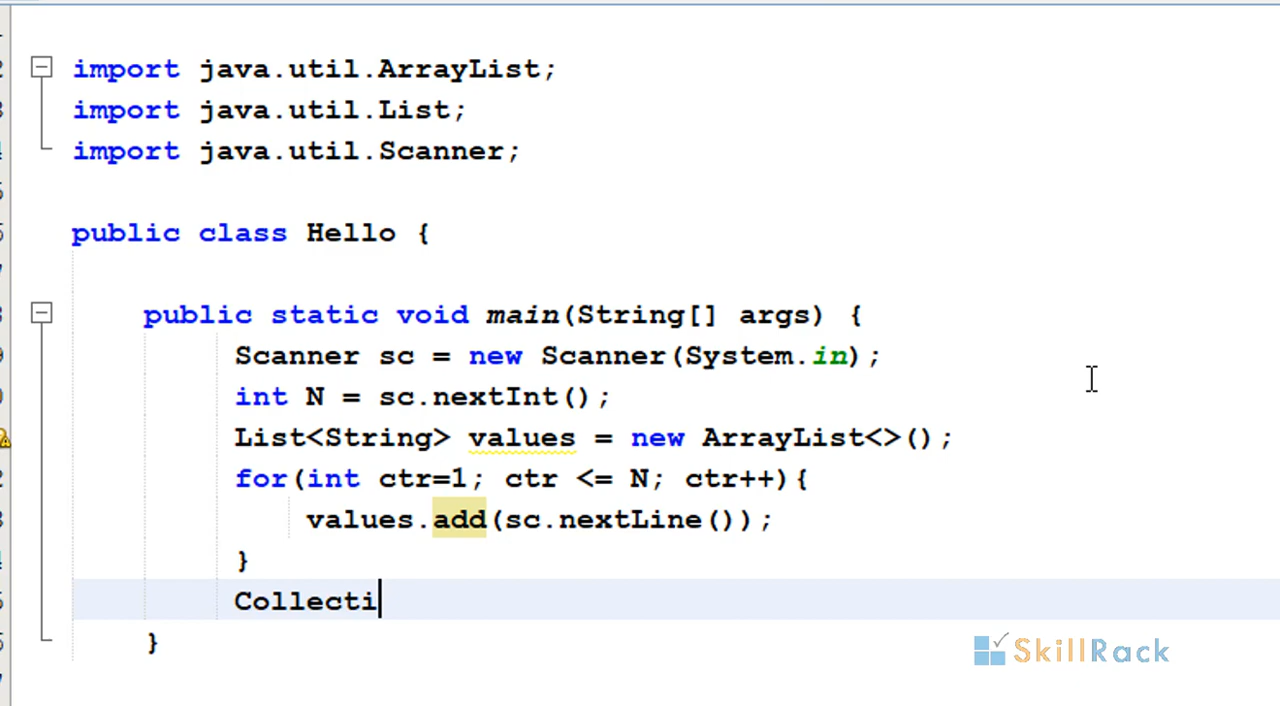 import java.util.ArrayList;
import java.util.List;
import java.util.Scanner;
public class Hello {
public static void main(String[] args) {
Scanner sc = new Scanner(System.in);
int N = sc.nextInt();
List<String> values = new ArrayList<>();
for(int ctr=1; ctr <= N; ctr++){
values.add(sc.nextLine());
}
Collecti
}
SkillRack